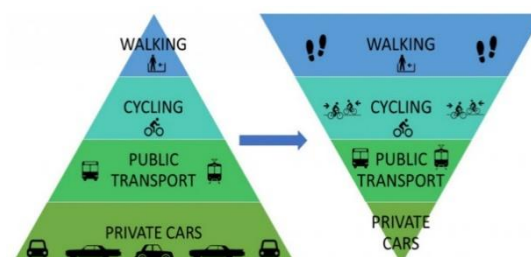 WALKING
CYCLING
PUBLIC
TRANSPORT
PRIVATE CARS
WALKING
CYCLING
PUBLIC
TRANSPORT
PRIVATE
CARS